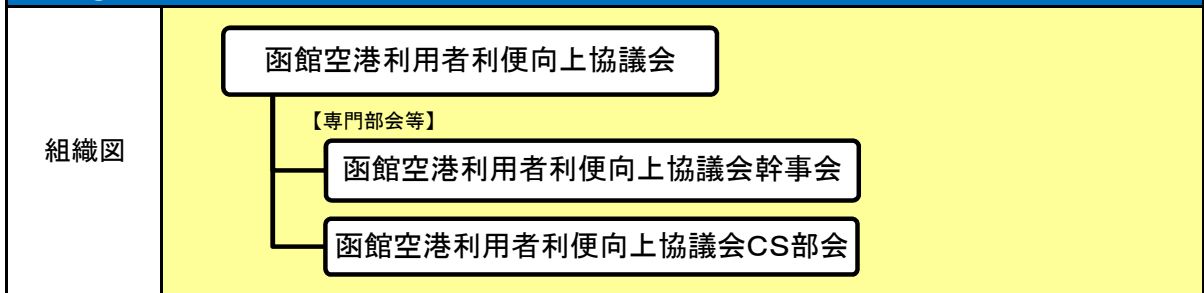 函館空港利用者利便向上協議会
【専門部会等】
組織図
函館空港利用者利便向上協議会幹事会
函館空港利用者利便向上協議会CS部会